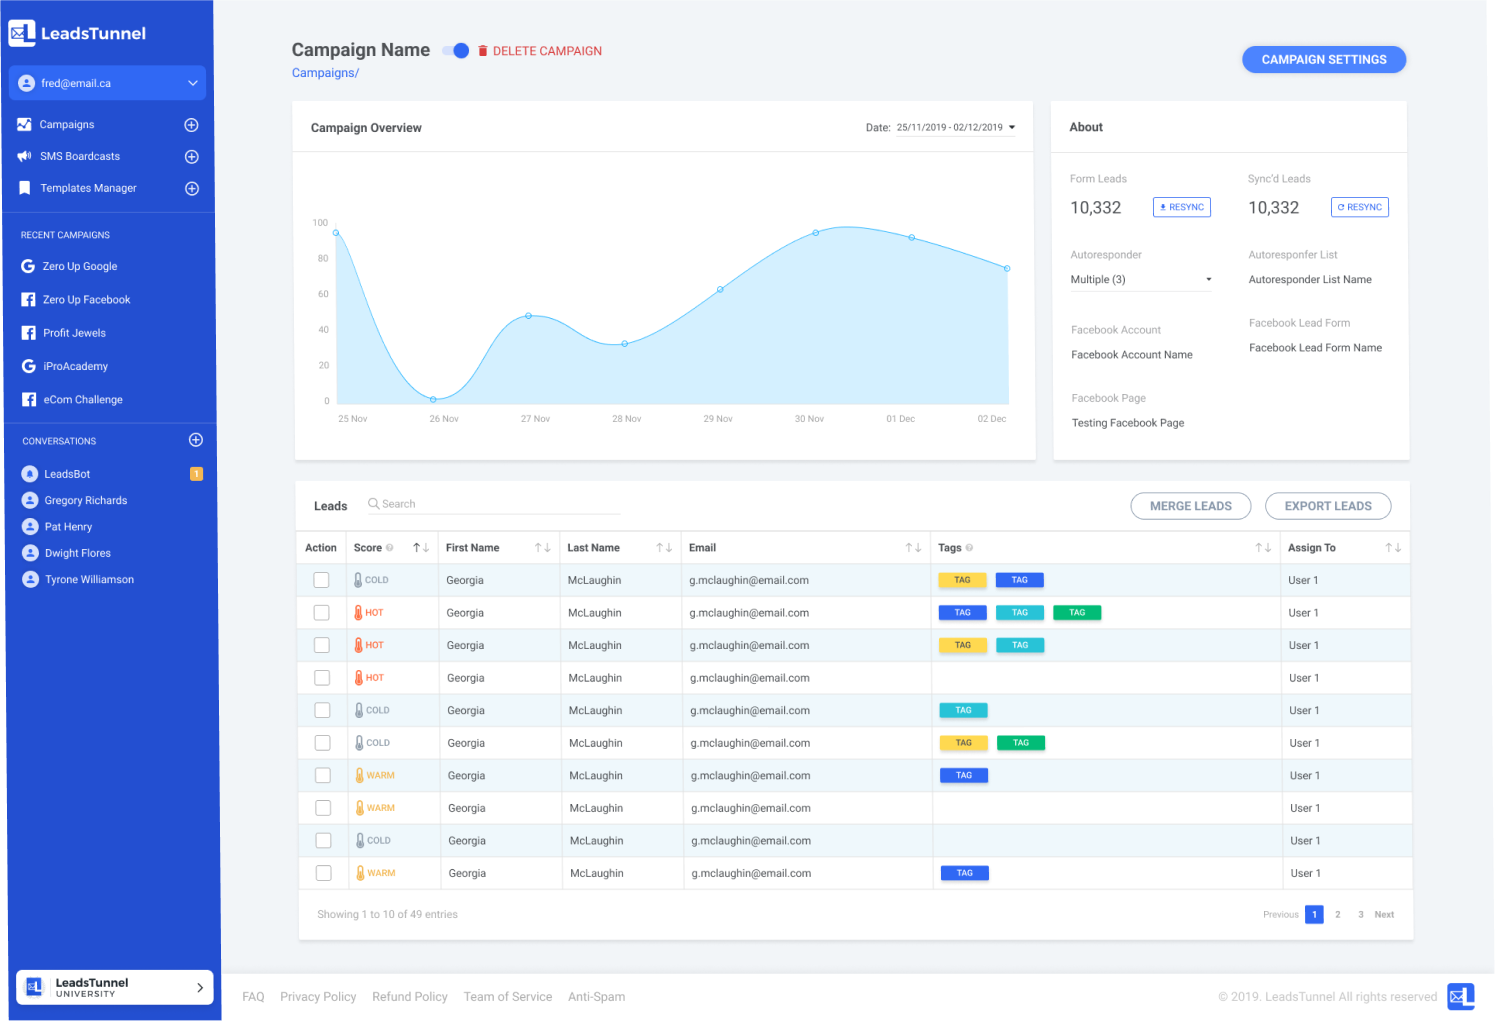 LeadsTunnel
fred@email.ca
Campaigns
SMS Boardcasts
Templates Manager
RECENT CAMPAIGNS
Zero Up Google
Zero Up Facebook
Profit Jewels
iProAcademy
eCom Challenge
CONVERSATIONS
LeadsBot 1
Gregory Richards
Pat Henry
Dwight Flores
Tyrone Williamson
LeadsTunnel
UNIVERSITY
Campaign Name DELETE CAMPAIGN
Campaigns/
CAMPAIGN SETTINGS
Campaign Overview Date: 25/11/2019 - 02/12/2019
100
80
60
40
20
0
25 Nov 26 Nov 27 Nov 28 Nov 29 Nov 30 Nov 01 Dec 02 Dec
About
Form Leads Sync'd Leads
10,332 RESYNC 10,332 RESYNC
Autoresponder Autoresponfer List
Multiple (3) Autoresponder List Name
Facebook Account Facebook Lead Form
Facebook Account Name Facebook Lead Form Name
Facebook Page
Testing Facebook Page
Leads Search MERGE LEADS EXPORT LEADS
Action Score First Name Last Name Email Tags Assign To
COLD Georgia McLaughin g.mclaughin@email.com TAG TAG User 1
HOT Georgia McLaughin g.mclaughin@email.com TAG TAG TAG User 1
HOT Georgia McLaughin g.mclaughin@email.com TAG TAG User 1
HOT Georgia McLaughin g.mclaughin@email.com User 1
COLD Georgia McLaughin g.mclaughin@email.com TAG User 1
COLD Georgia McLaughin g.mclaughin@email.com TAG TAG User 1
WARM Georgia McLaughin g.mclaughin@email.com TAG User 1
WARM Georgia McLaughin g.mclaughin@email.com User 1
COLD Georgia McLaughin g.mclaughin@email.com User 1
WARM Georgia McLaughin g.mclaughin@email.com TAG User 1
Showing 1 to 10 of 49 entries Previous 1 2 3 Next
FAQ Privacy Policy Refund Policy Team of Service Anti-Spam © 2019. LeadsTunnel All rights reserved